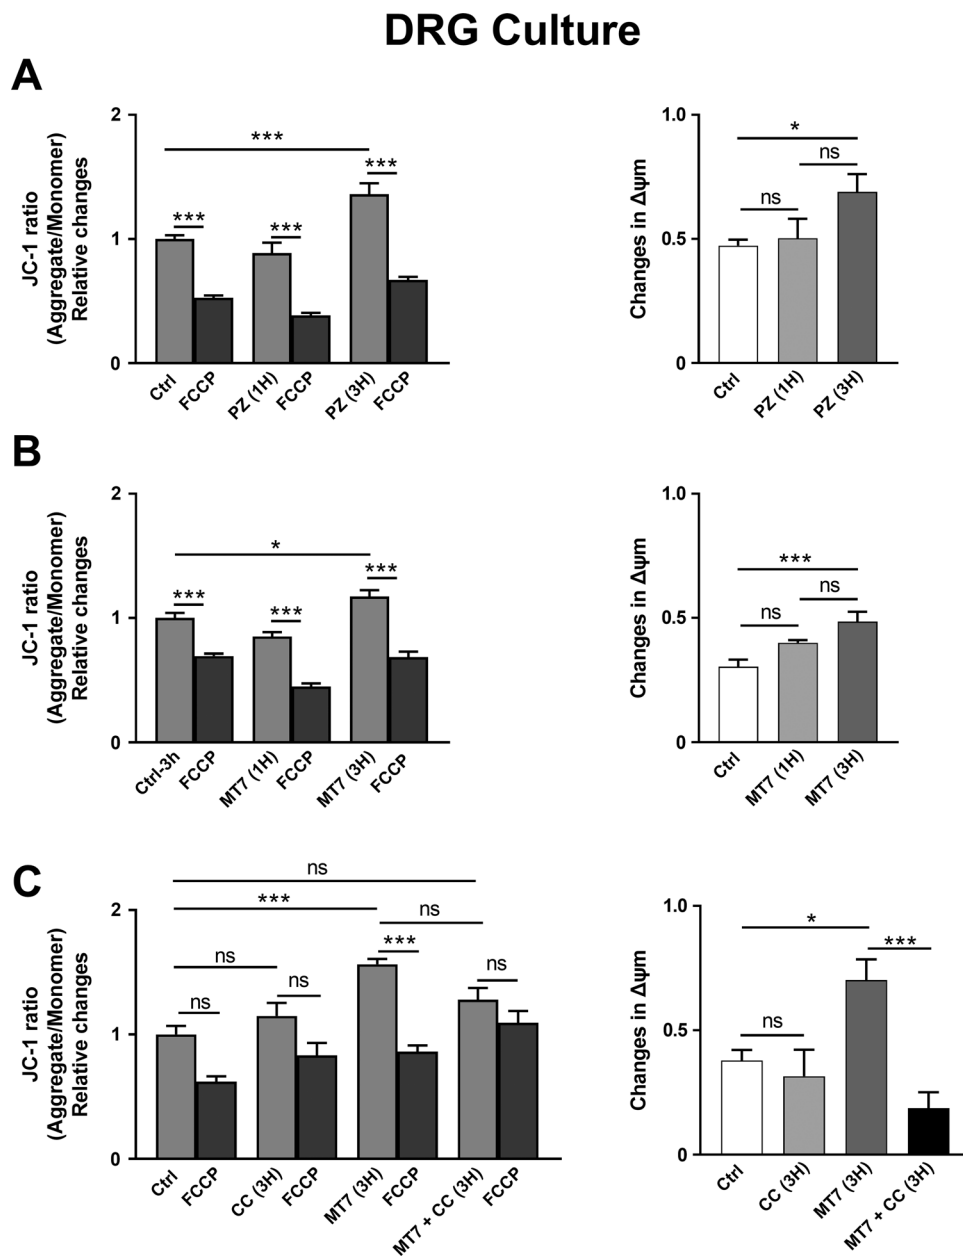 DRG Culture
A
JC-1 ratio
(Aggregate/Monomer)
Relative changes
2
1
0
***
***
***
***
Ctrl
FCCP
PZ (1H)
FCCP
PZ (3H)
FCCP
Changes in Δψm
1.0
0.5
0
*
ns
ns
Ctrl
PZ (1H)
PZ (3H)
B
JC-1 ratio
(Aggregate/Monomer)
Relative changes
2
1
0
*
***
***
***
Ctrl-3h
FCCP
MT7 (1H)
FCCP
MT7 (3H)
FCCP
Changes in Δψm
1.0
0.5
0
***
ns
ns
Ctrl
MT7 (1H)
MT7 (3H)
C
JC-1 ratio
(Aggregate/Monomer)
Relative changes
2
1
0
ns
***
ns
ns
***
ns
ns
ns
Ctrl
FCCP
CC (3H)
FCCP
MT7 (3H)
FCCP
MT7 + CC (3H)
FCCP
Changes in Δψm
1.0
0.5
0
*
***
ns
Ctrl
CC (3H)
MT7 (3H)
MT7 + CC (3H)